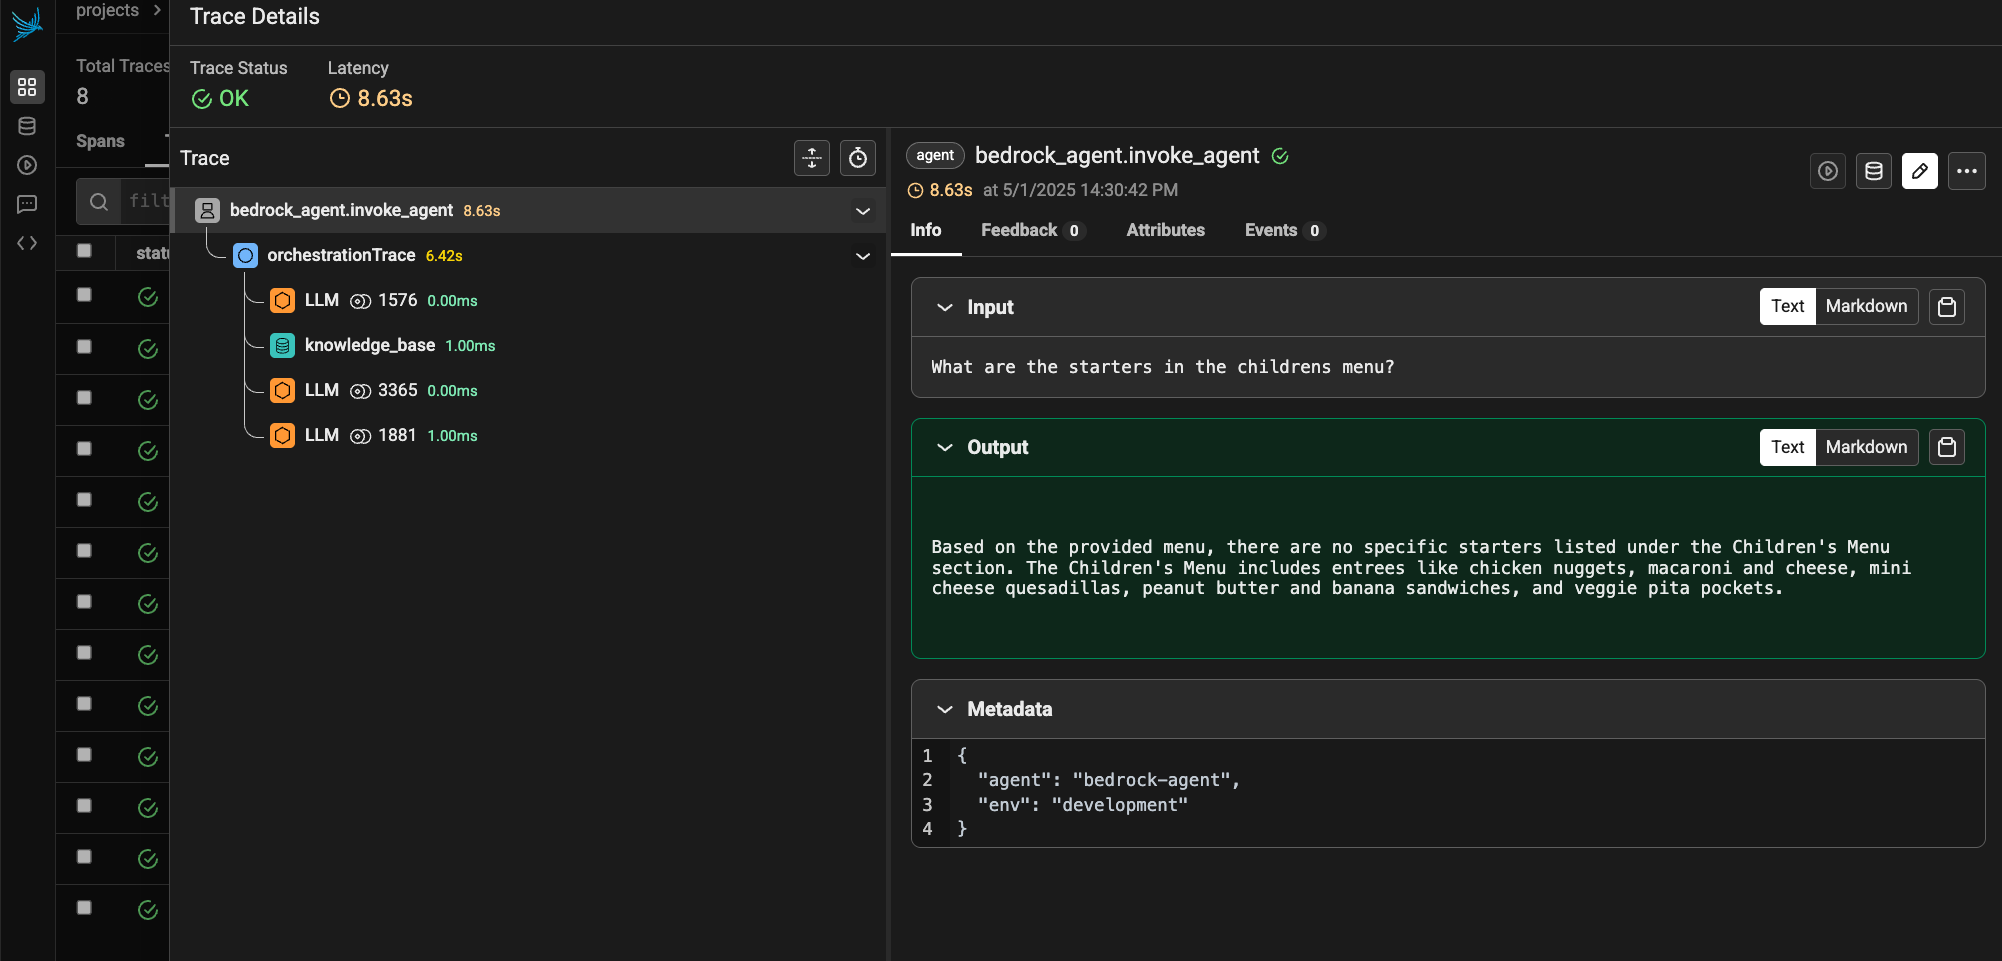 projects
Trace Details
Total Traces
8
Trace Status
Latency
OK
8.63s
Spans
Trace
agent
bedrock_agent.invoke_agent
8.63s at 5/1/2025 14:30:42 PM
filt
statu
bedrock_agent.invoke_agent 8.63s
orchestrationTrace 6.42s
LLM 1576 0.00ms
knowledge_base 1.00ms
LLM 3365 0.00ms
LLM 1881 1.00ms
Info
Feedback 0
Attributes
Events 0
Input
Text
Markdown
What are the starters in the childrens menu?
Output
Text
Markdown
Based on the provided menu, there are no specific starters listed under the Children's Menu
section. The Children's Menu includes entrees like chicken nuggets, macaroni and cheese, mini
cheese quesadillas, peanut butter and banana sandwiches, and veggie pita pockets.
Metadata
1 {
2 "agent": "bedrock-agent",
3 "env": "development"
4 }